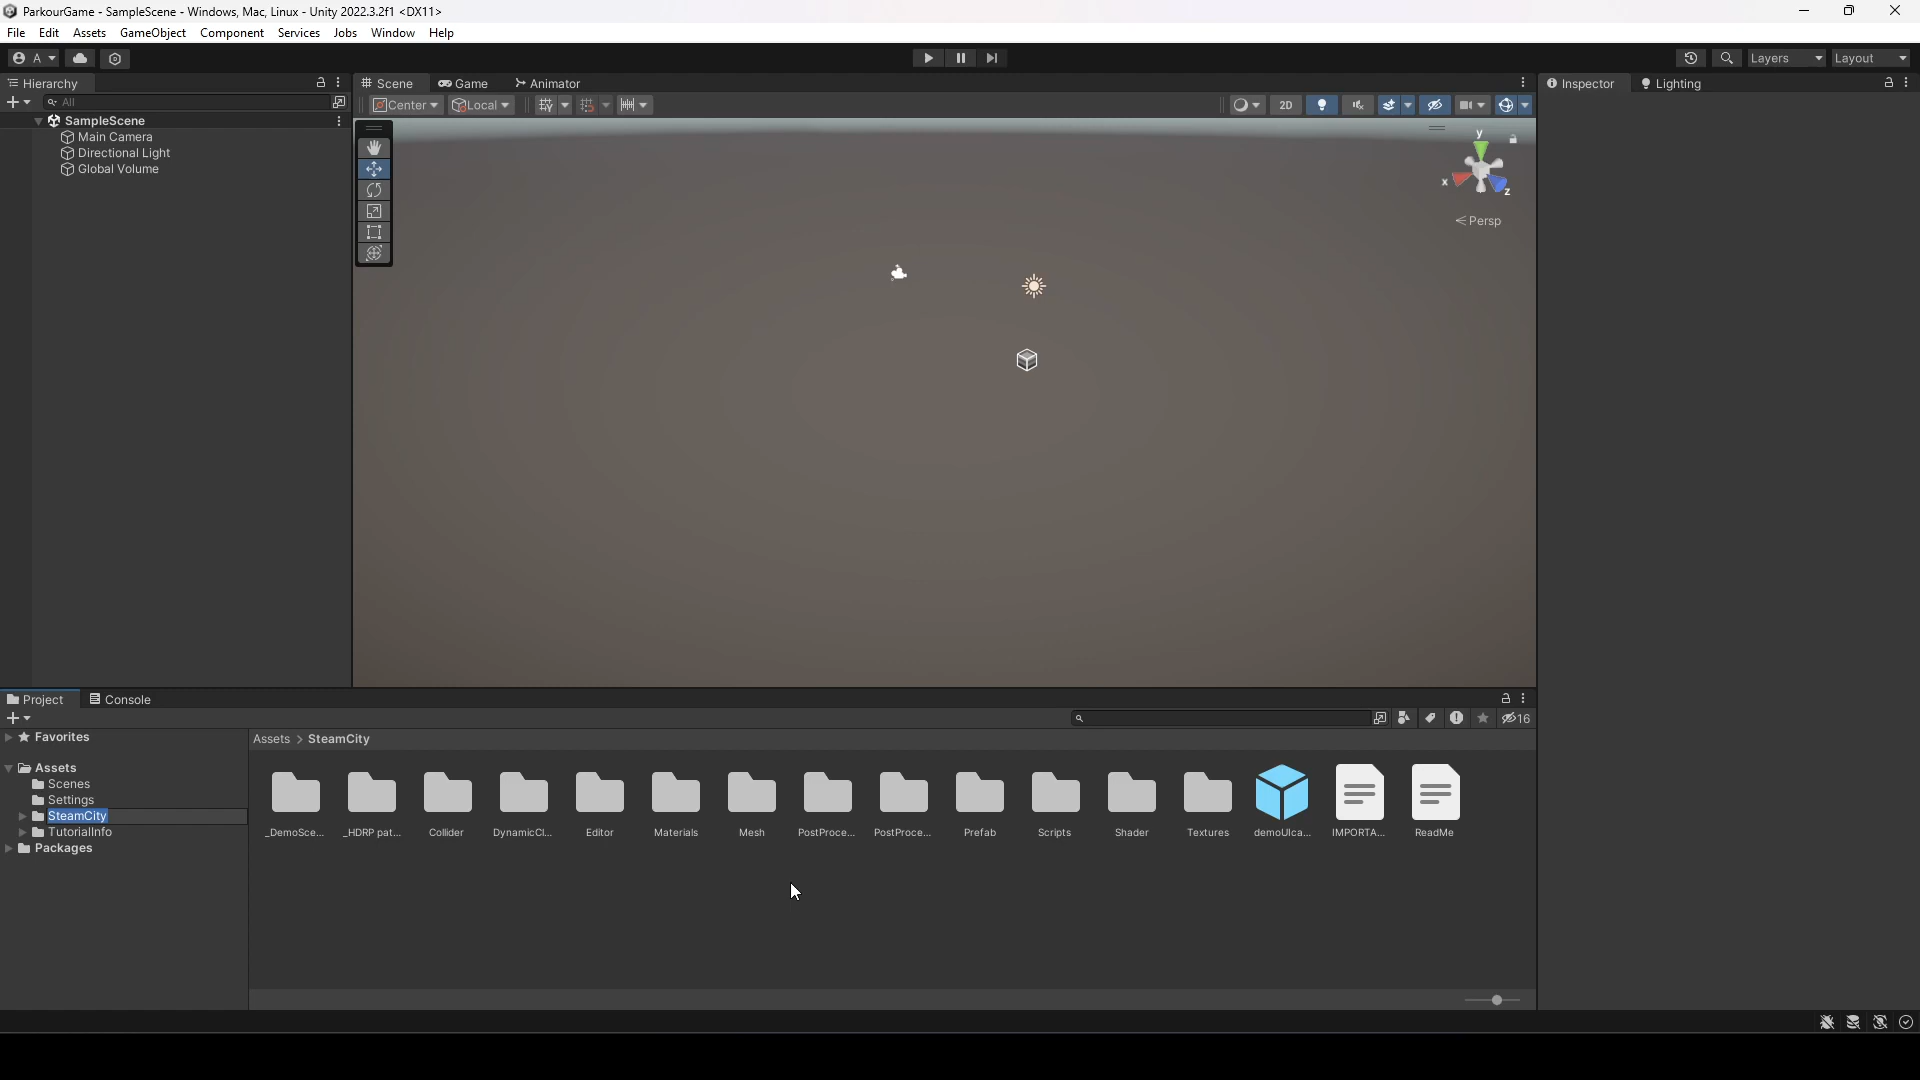 ParkourGame - SampleScene - Windows, Mac, Linux - Unity 2022.3.2f1 <DX11>
File Edit Assets GameObject Component Services Jobs Window Help
A Layers Layout
Hierarchy Scene Game Animator Inspector Lighting
All Center Local 2D
SampleScene
Main Camera
Directional Light
Global Volume
y
x z
Persp
Project Console
16
Favorites
Assets > SteamCity
Assets
Scenes
Settings
SteamCity
TutorialInfo
Packages
_DemoSce... _HDRP pat... Collider DynamicCl... Editor Materials Mesh PostProce... PostProce... Prefab Scripts Shader Textures demoUIca... IMPORTA... ReadMe